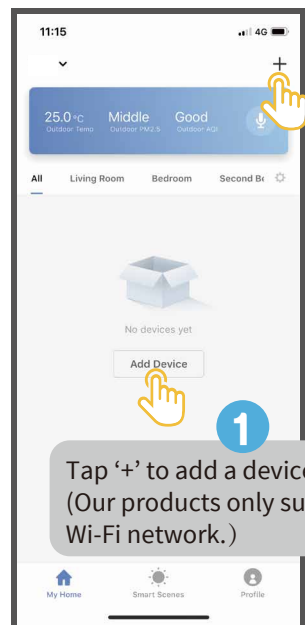 11:15
4G
+
25.0 °C Middle Good
Outdoor Temp Outdoor PM2.5 Outdoor AQI
All Living Room Bedroom Second Be
No devices yet
Add Device
1
Tap ‘+’ to add a device
(Our products only su
Wi-Fi network.)
My Home Smart Scenes Profile